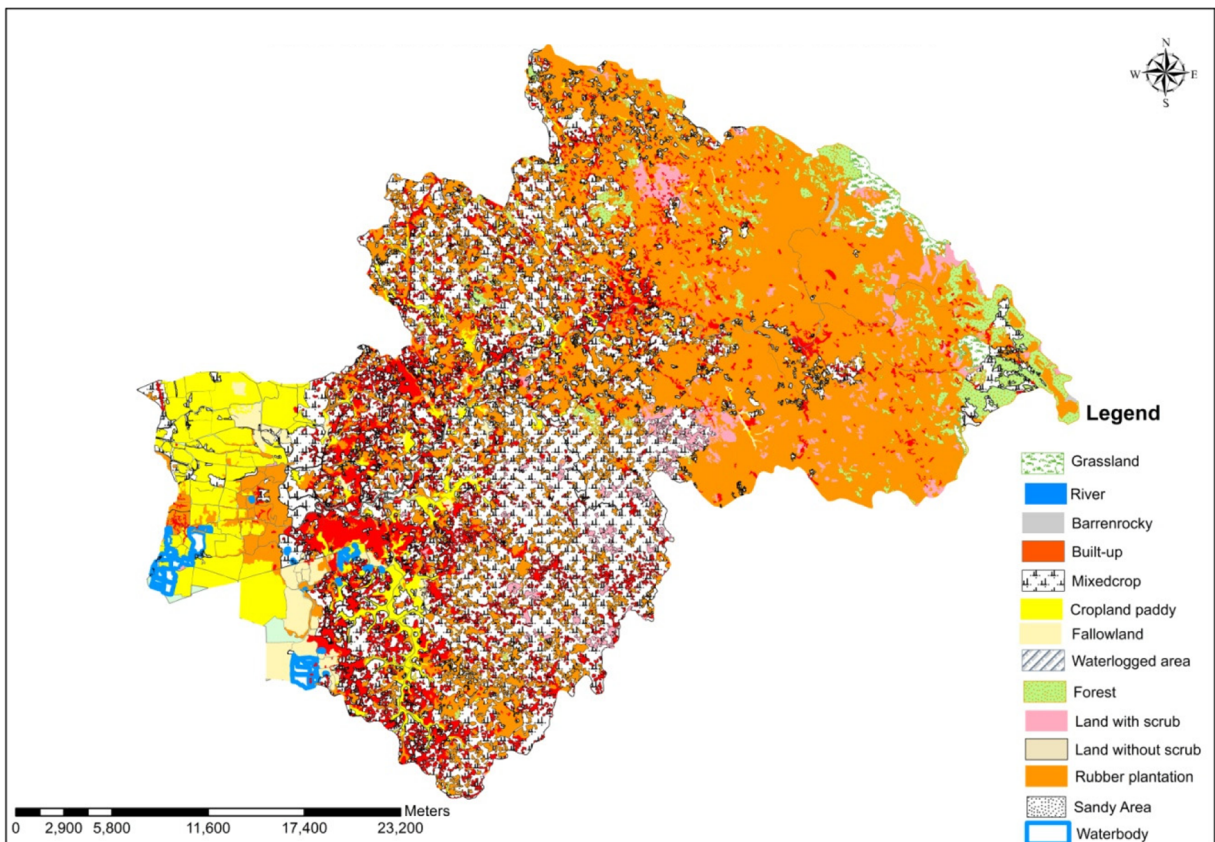 N
W E
S
Legend
Grassland
River
Barrenrocky
Built-up
Mixedcrop
Cropland paddy
Fallowland
Waterlogged area
Forest
Land with scrub
Land without scrub
Rubber plantation
Sandy Area
Waterbody
Meters
0 2,900 5,800 11,600 17,400 23,200